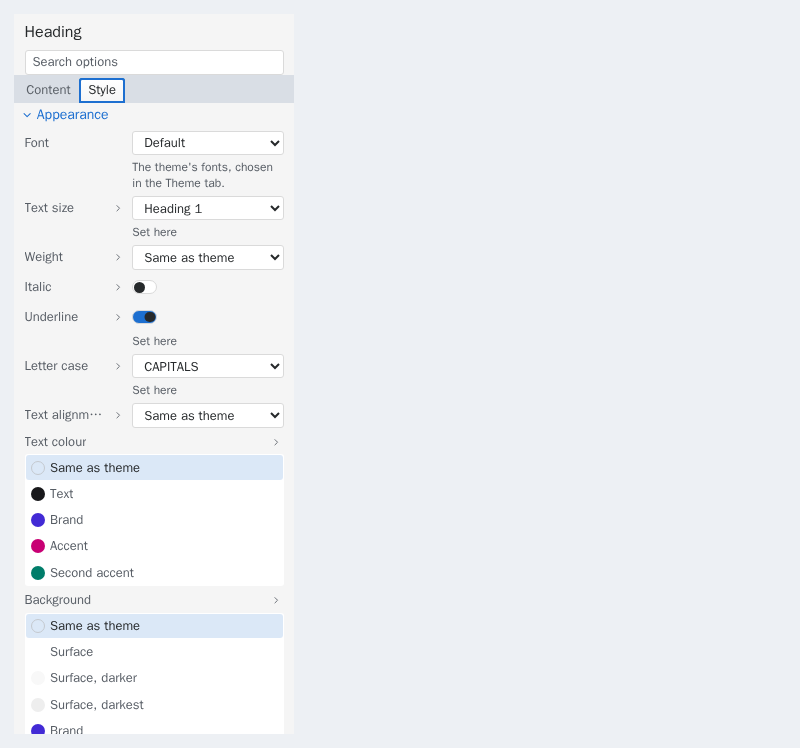 Heading
Search options
Content Style
Appearance
Font Default
The theme's fonts, chosen
in the Theme tab.
Text size Heading 1
Set here
Weight Same as theme
Italic
Underline
Set here
Letter case CAPITALS
Set here
Text alignm··· Same as theme
Text colour
Same as theme
Text
Brand
Accent
Second accent
Background
Same as theme
Surface
Surface, darker
Surface, darkest
Brand